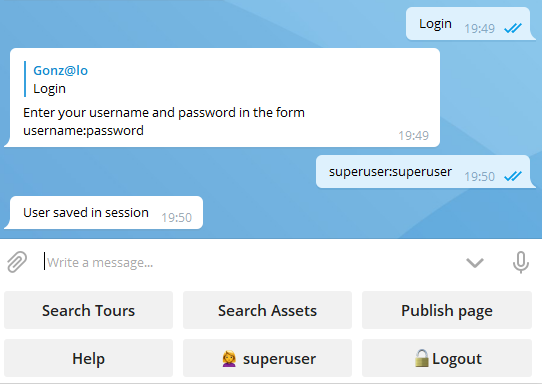 Login 19:49
Gonz@lo
Login
Enter your username and password in the form
username:password
19:49
superuser:superuser 19:50
User saved in session 19:50
Write a message...
Search Tours Search Assets Publish page
Help 🤦‍♀️ superuser 🔓Logout